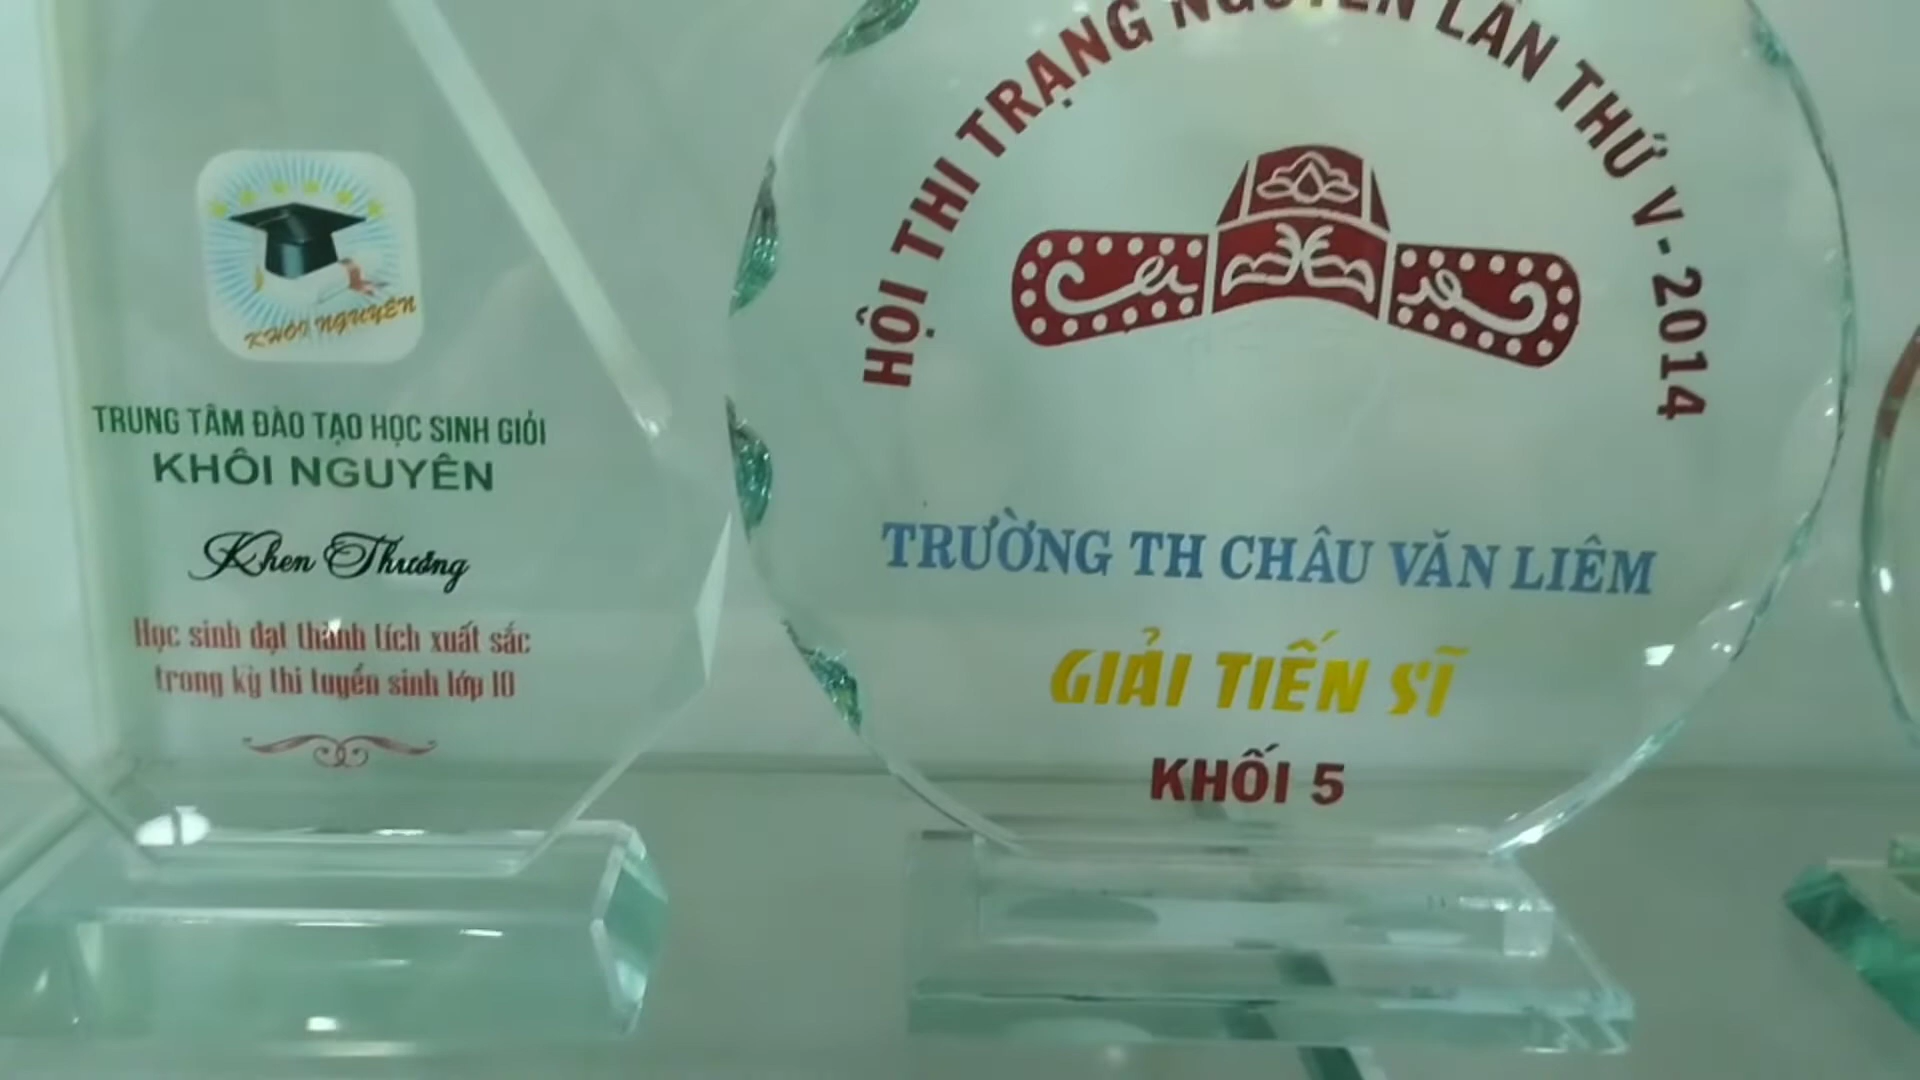 KHÔI NGUYÊN
TRUNG TÂM ĐÀO TẠO HỌC SINH GIỎI
KHÔI NGUYÊN
Khen Thưởng
Học sinh đạt thành tích xuất sắc
trong kỳ thi tuyển sinh lớp 10
HỘI THI TRẠNG NGUYÊN LẦN THỨ V - 2014
TRƯỜNG TH CHÂU VĂN LIÊM
GIẢI TIẾN SĨ
KHỐI 5